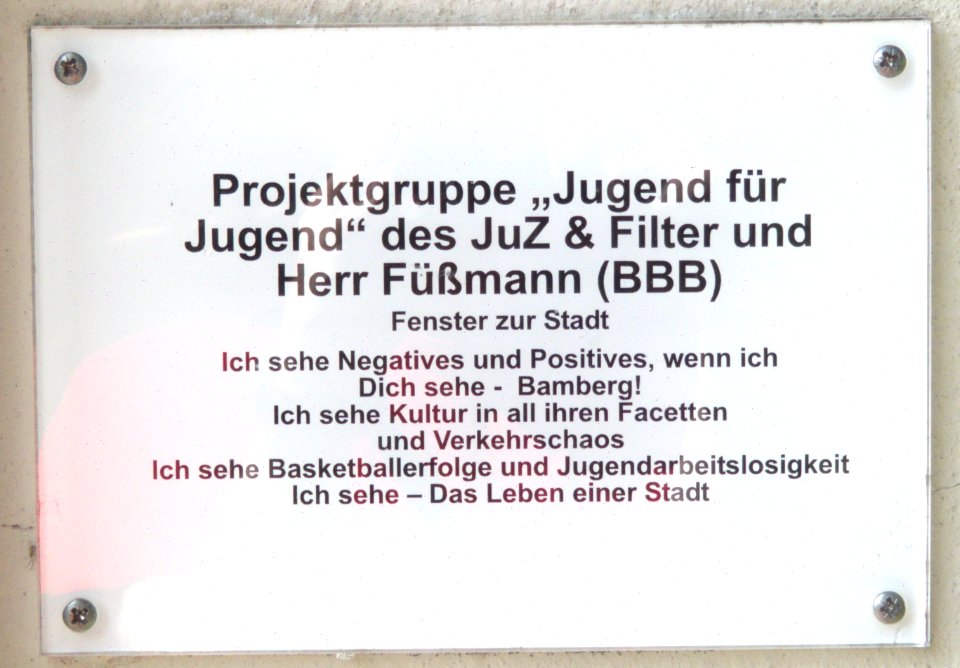 Projektgruppe „Jugend für
Jugend“ des JuZ & Filter und
Herr Füßmann (BBB)
Fenster zur Stadt
Ich sehe Negatives und Positives, wenn ich
Dich sehe - Bamberg!
Ich sehe Kultur in all ihren Facetten
und Verkehrschaos
Ich sehe Basketballerfolge und Jugendarbeitslosigkeit
Ich sehe – Das Leben einer Stadt